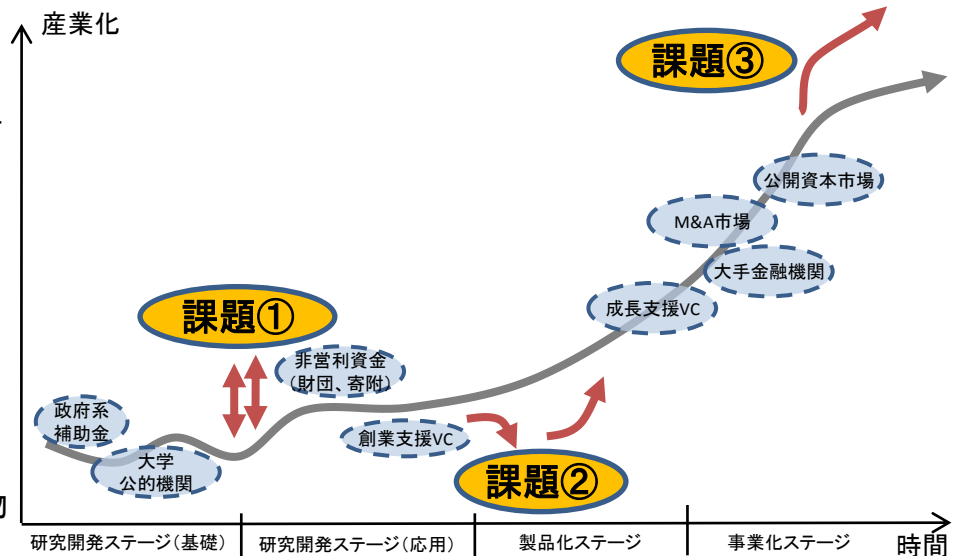 産業化
課題③
公開資本市場
M&A市場
大手金融機関
成長支援VC
課題①
非営利資金
(財団、寄附)
政府系
補助金
創業支援VC
大学
公的機関
課題②
物
研究開発ステージ(基礎)
研究開発ステージ(応用)
製品化ステージ
事業化ステージ
時間